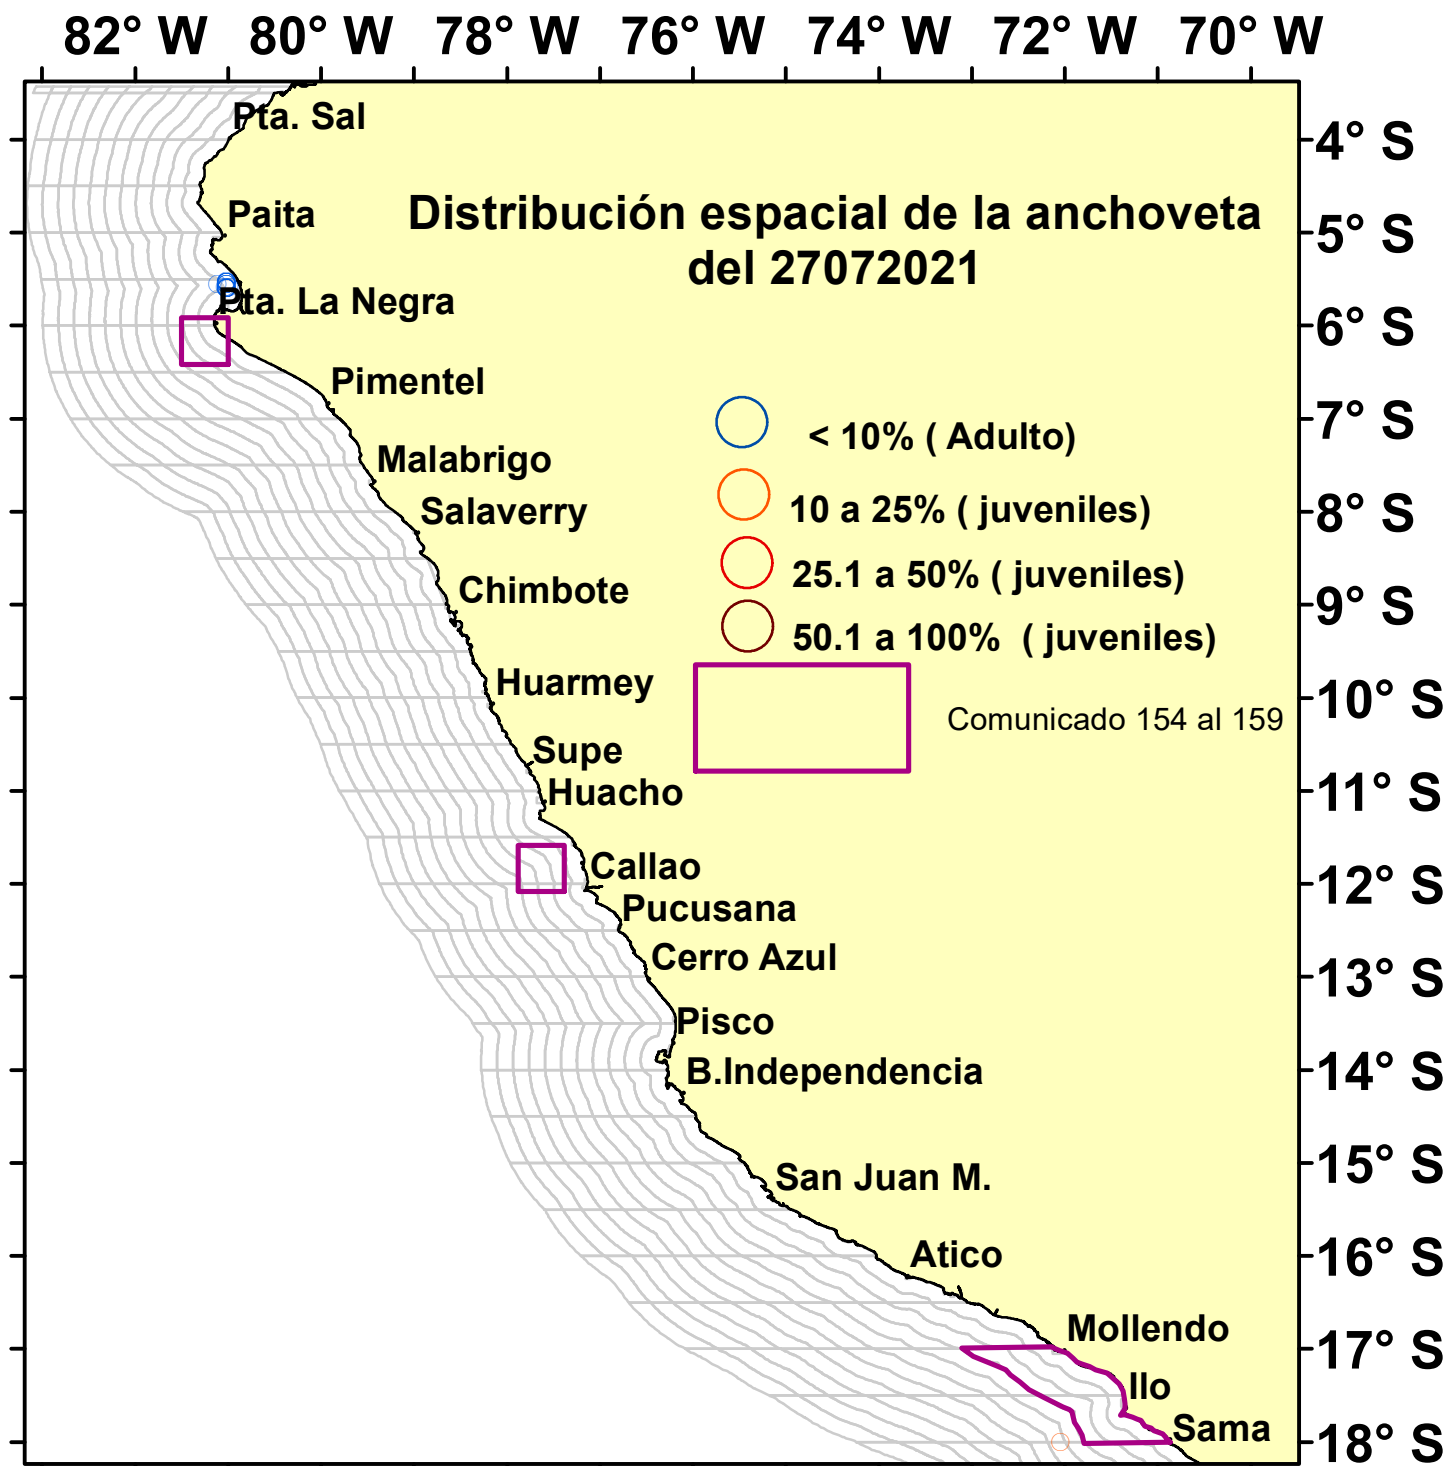 82° W 80° W 78° W 76° W 74° W 72° W 70° W
Pta. Sal
4° S
Paita
Distribución espacial de la anchoveta
del 27072021
5° S
Pta. La Negra
6° S
Pimentel
7° S
< 10% ( Adulto)
Malabrigo
10 a 25% ( juveniles)
Salaverry
8° S
25.1 a 50% ( juveniles)
Chimbote
9° S
50.1 a 100% ( juveniles)
Huarmey
10° S
Comunicado 154 al 159
Supe
Huacho
11° S
Callao
12° S
Pucusana
Cerro Azul
13° S
Pisco
B.Independencia
14° S
San Juan M.
15° S
Atico
16° S
Mollendo
17° S
Ilo
Sama
18° S